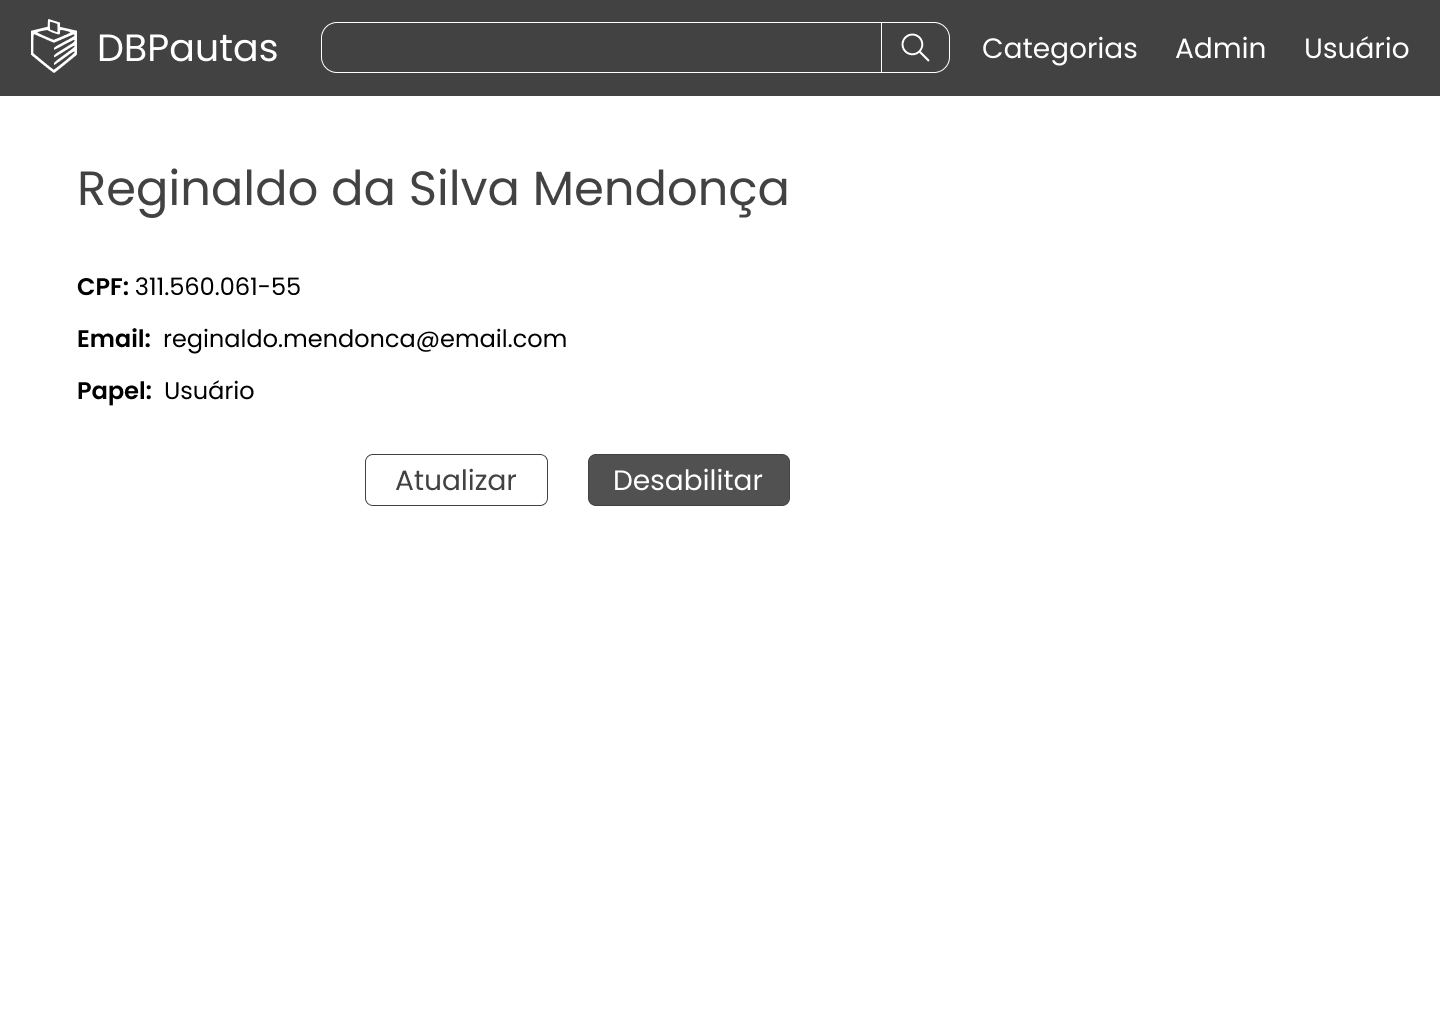 DBPautas
Categorias Admin Usuário
Reginaldo da Silva Mendonça
CPF: 311.560.061-55
Email: reginaldo.mendonca@email.com
Papel: Usuário
Atualizar Desabilitar